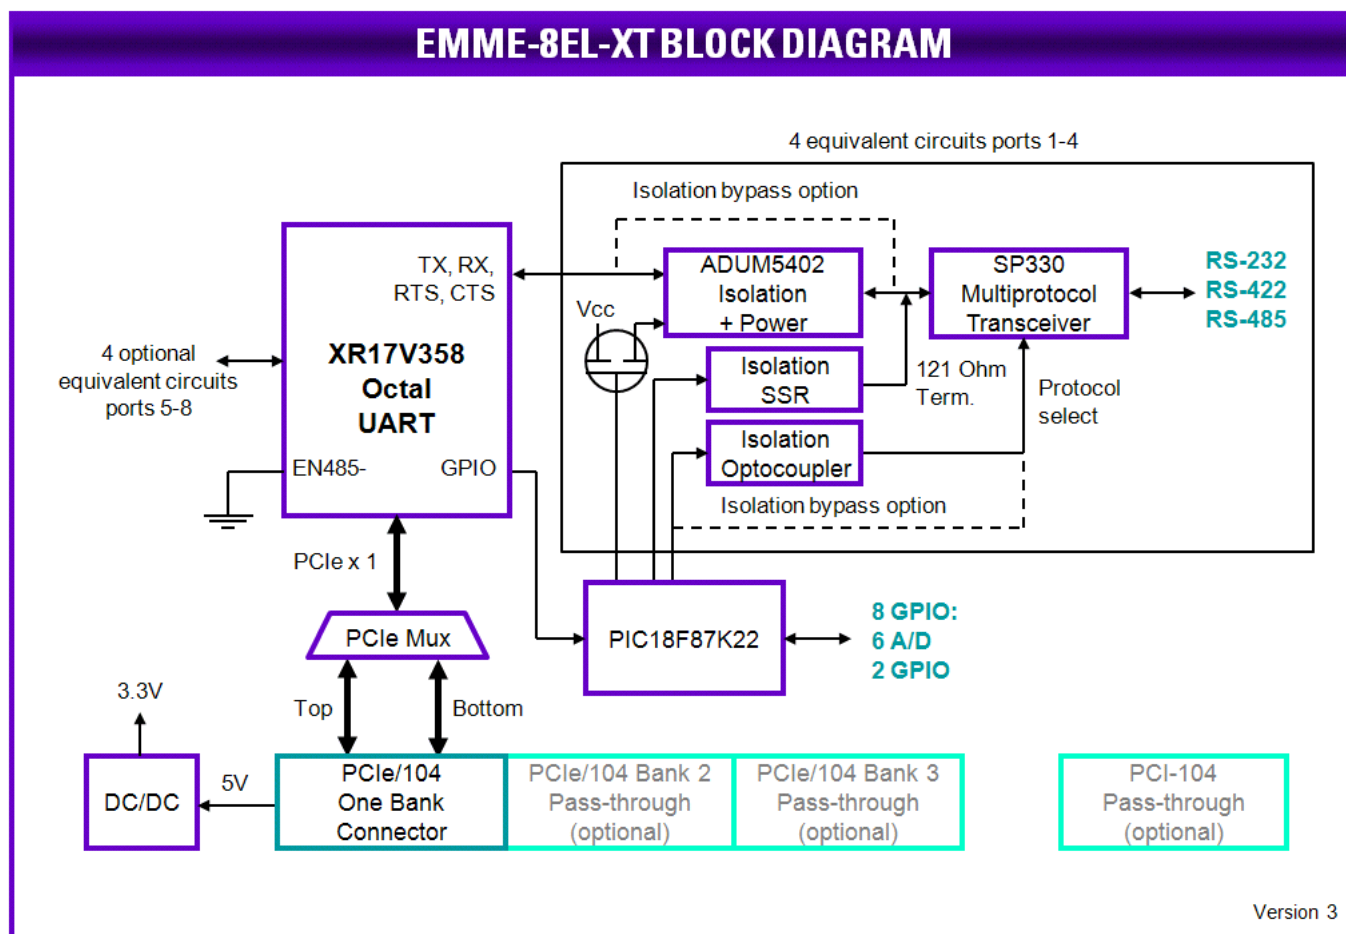 EMME-8EL-XT BLOCK DIAGRAM
4 equivalent circuits ports 1-4
Isolation bypass option
TX, RX,
RTS, CTS
ADUM5402
Isolation
+ Power
SP330
Multiprotocol
Transceiver
RS-232
RS-422
RS-485
Vcc
XR17V358
Octal
UART
4 optional
equivalent circuits
ports 5-8
Isolation
SSR
121 Ohm
Term.
Protocol
select
Isolation
Optocoupler
EN485-
GPIO
Isolation bypass option
PCIe x 1
PCIe Mux
PIC18F87K22
8 GPIO:
6 A/D
2 GPIO
3.3V
Top
Bottom
DC/DC
5V
PCIe/104
One Bank
Connector
PCIe/104 Bank 2
Pass-through
(optional)
PCIe/104 Bank 3
Pass-through
(optional)
PCI-104
Pass-through
(optional)
Version 3